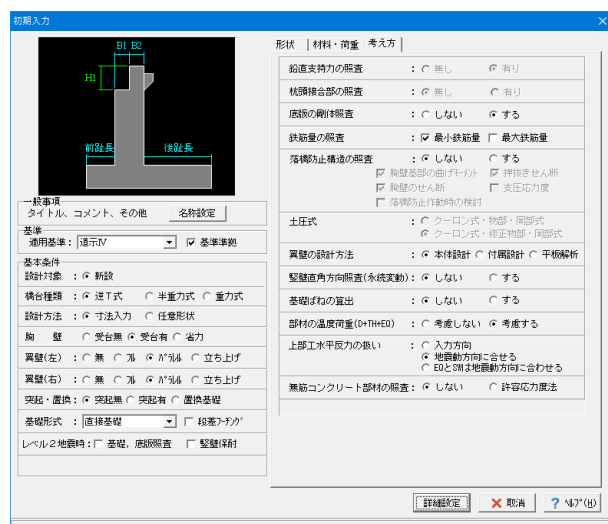 初期入力
B1 B2
H1
前趾長 後趾長
一般事項
タイトル、コメント、その他 名称設定
基準
適用基準: 道示Ⅳ 基準準拠
基本条件
設計対象 : 新設
橋台種類 : 逆T式 半重力式 重力式
設計方法 : 寸法入力 任意形状
胸 壁 受台無 受台有 省力
翼壁(左) : 無 フル パラレル 立ち上げ
翼壁(右) : 無 フル パラレル 立ち上げ
突起・置換: 突起無 突起有 置換基礎
基礎形式 : 直接基礎 段差フーチング
レベル2地震時: 基礎, 底版照査 竪壁保耐
形状 材料・荷重 考え方
鉛直支持力の照査 : 無し 有り
杭頭接合部の照査 : 無し 有り
底版の剛体照査 : しない する
鉄筋量の照査 : 最小鉄筋量 最大鉄筋量
落橋防止構造の照査 : しない する
胸壁基部の曲げモーメント 押抜きせん断
胸壁のせん断 支圧応力度
落橋防止作動時の検討
土圧式 : クーロン式・物部・岡部式
クーロン式・修正物部・岡部式
翼壁の設計方法 : 本体設計 付属設計 平板解析
竪壁直角方向照査(永続変動): しない する
基礎ばねの算出 : しない する
部材の温度荷重(D+TH+EQ) : 考慮しない 考慮する
上部工水平反力の扱い : 入力方向
地震動方向に合せる
EQとSWは地震動方向に合わせる
無筋コンクリート部材の照査: しない 許容応力度法
詳細設定 取消 ? ヘルプ(H)